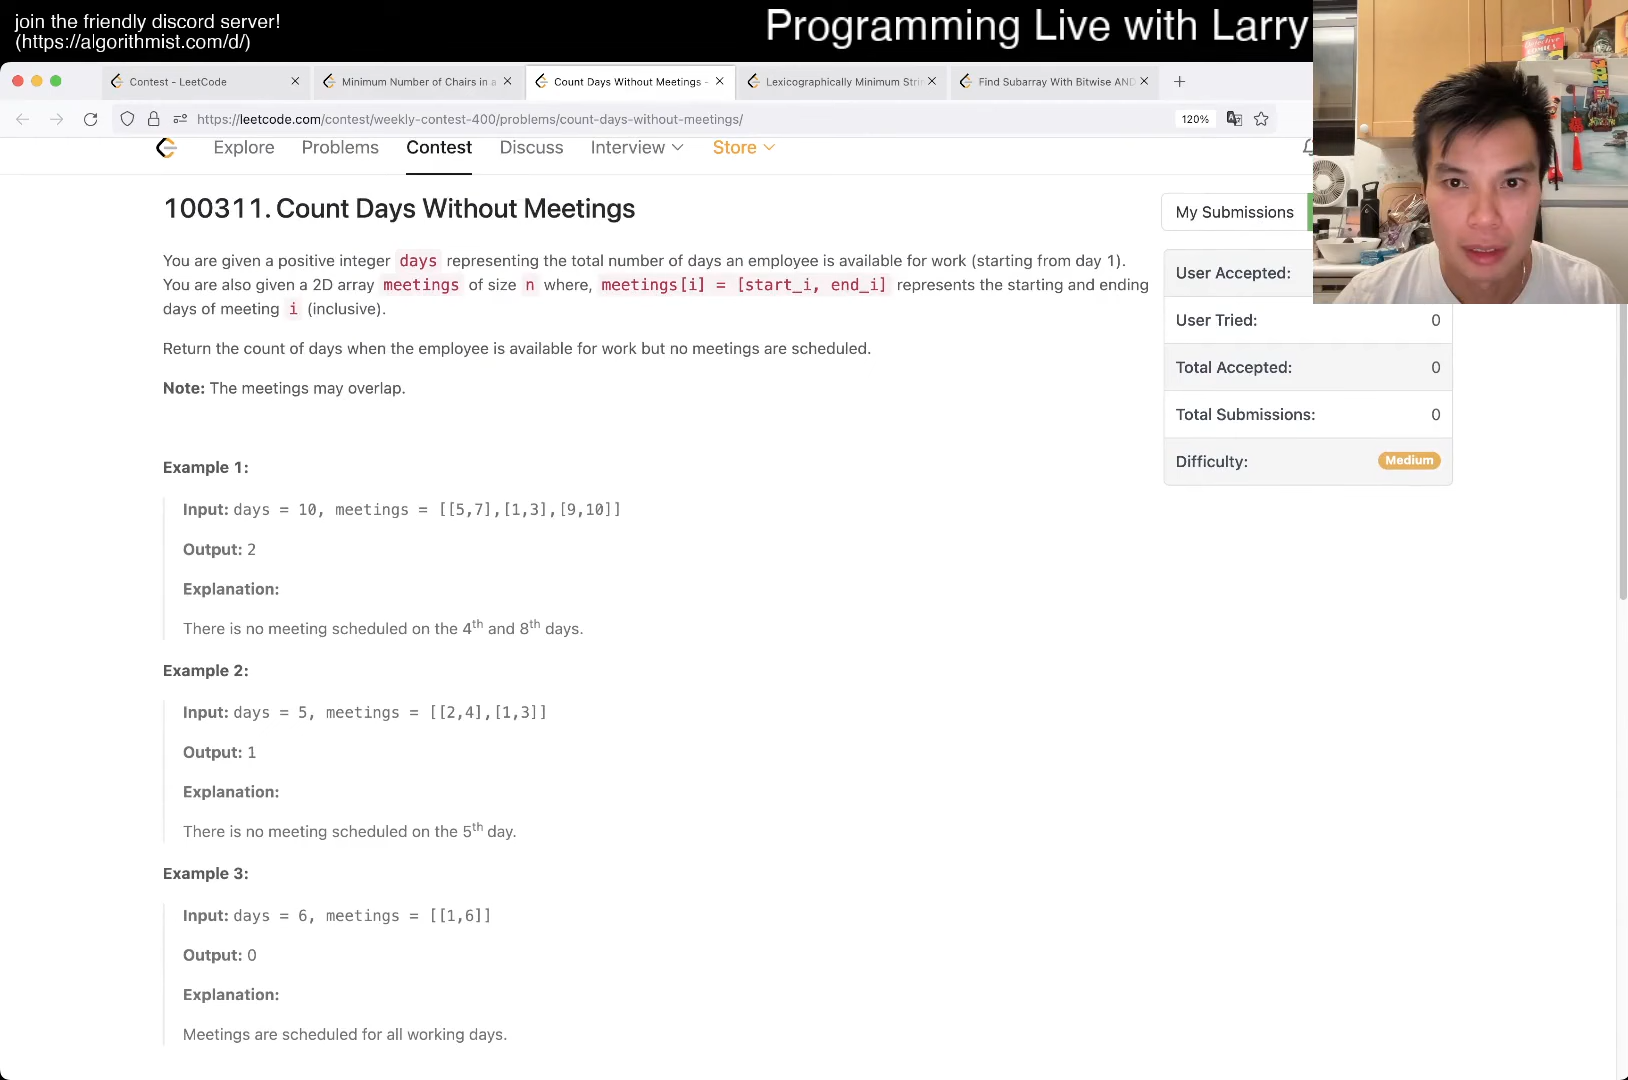 join the friendly discord server!
(https://algorithmist.com/d/)
Programming Live with Larry
Contest - LeetCode
Minimum Number of Chairs in a
Count Days Without Meetings -
Lexicographically Minimum Strin
Find Subarray With Bitwise AND
https://leetcode.com/contest/weekly-contest-400/problems/count-days-without-meetings/
120%
Explore
Problems
Contest
Discuss
Interview
Store
100311. Count Days Without Meetings
My Submissions
You are given a positive integer days representing the total number of days an employee is available for work (starting from day 1).
You are also given a 2D array meetings of size n where, meetings[i] = [start_i, end_i] represents the starting and ending
days of meeting i (inclusive).
Return the count of days when the employee is available for work but no meetings are scheduled.
Note: The meetings may overlap.
User Accepted:
User Tried: 0
Total Accepted: 0
Total Submissions: 0
Difficulty: Medium
Example 1:
Input: days = 10, meetings = [[5,7],[1,3],[9,10]]
Output: 2
Explanation:
There is no meeting scheduled on the 4th and 8th days.
Example 2:
Input: days = 5, meetings = [[2,4],[1,3]]
Output: 1
Explanation:
There is no meeting scheduled on the 5th day.
Example 3:
Input: days = 6, meetings = [[1,6]]
Output: 0
Explanation:
Meetings are scheduled for all working days.